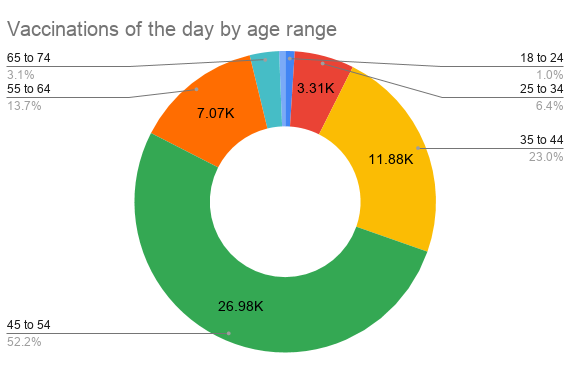 Vaccinations of the day by age range
65 to 74
3.1%
55 to 64
13.7%
45 to 54
52.2%
18 to 24
1.0%
25 to 34
6.4%
35 to 44
23.0%
3.31K
7.07K
11.88K
26.98K